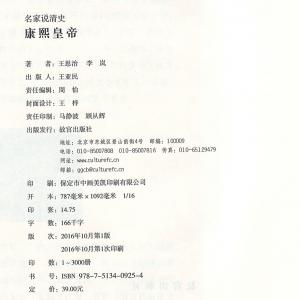 名家说清史
康熙皇帝
著 者：王思治 李岚
出 版 人：王亚民
责任编辑：周怡
封面设计：王梓
责任印制：马静波 顾从辉
出版发行：故宫出版社
地址：北京市东城区景山前街4号 邮编：100009
电话：010-85007808 010-85007816 传真：010-65129479
网址：www.culturefc.cn
邮箱：ggcb@culturefc.cn
印 刷：保定市中画美凯印刷有限公司
开 本：787毫米×1092毫米 1/16
印 张：14.75
字 数：166千字
版 次：2016年10月第1版
2016年10月第1次印刷
印 数：1～3000册
书 号：ISBN 978-7-5134-0925-4
定 价：39.00元